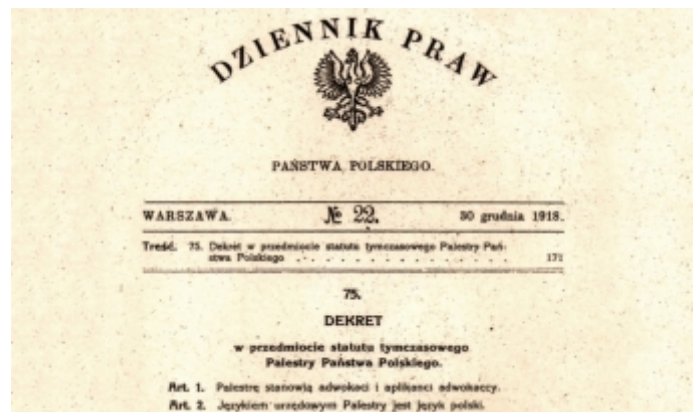 DZIENNIK PRAW
PAŃSTWA POLSKIEGO.
WARSZAWA. № 22. 30 grudnia 1918.
Treść. 75. Dekret w przedmiocie statutu tymczasowego Palestry Pań-
stwa Polskiego . . . . . . . . . . . . . . . . 171
75.
DEKRET
w przedmiocie statutu tymczasowego
Palestry Państwa Polskiego.
Art. 1. Palestrę stanowią adwokaci i aplikanci adwokaccy.
Art. 2. Językiem urzędowym Palestry jest język polski.